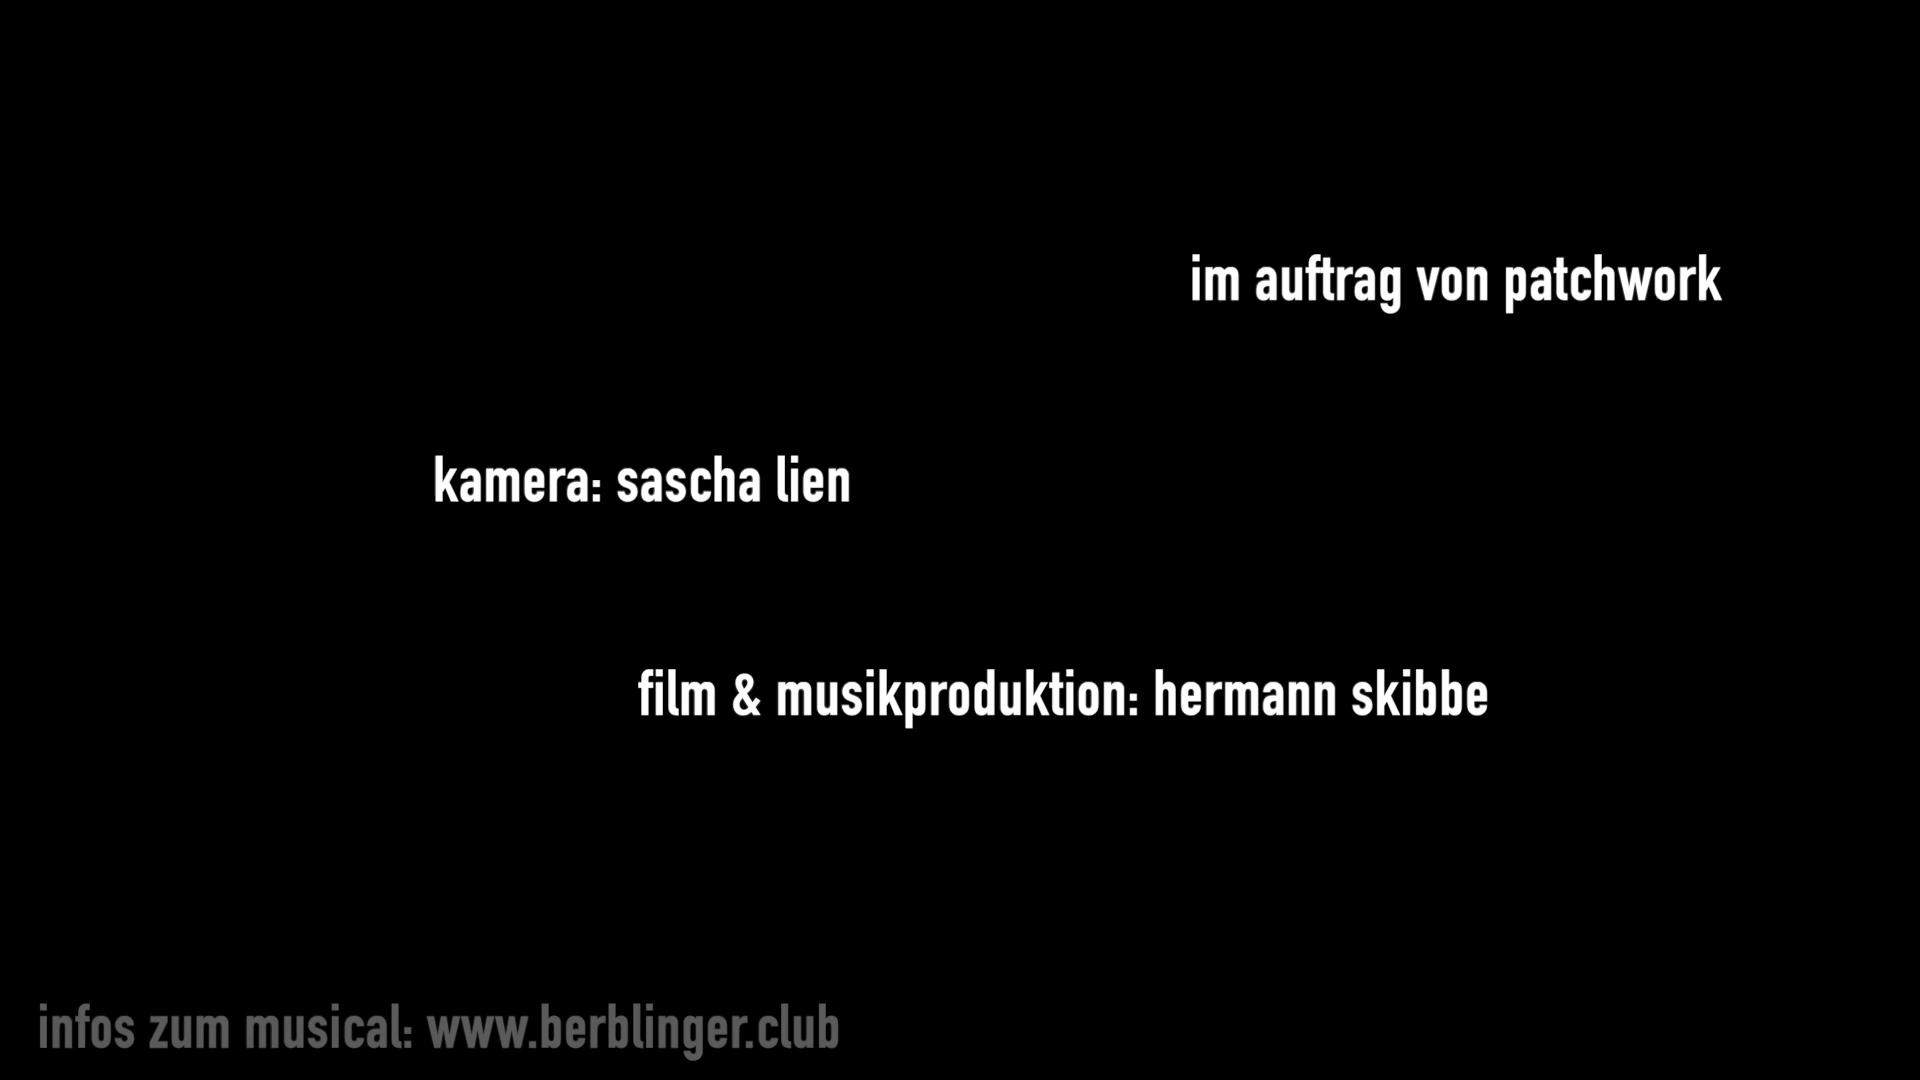 im auftrag von patchwork
kamera: sascha lien
film & musikproduktion: hermann skibbe
infos zum musical: www.berblinger.club